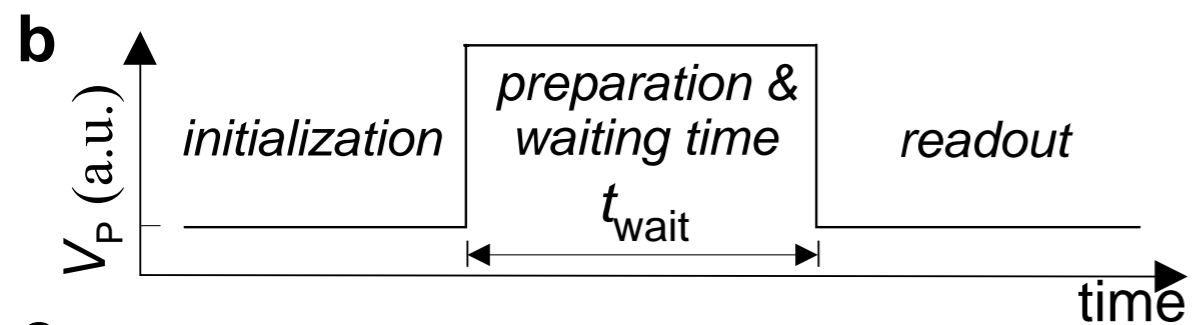 b
V_P (a.u.)
initialization
preparation &
waiting time
t_wait
readout
time